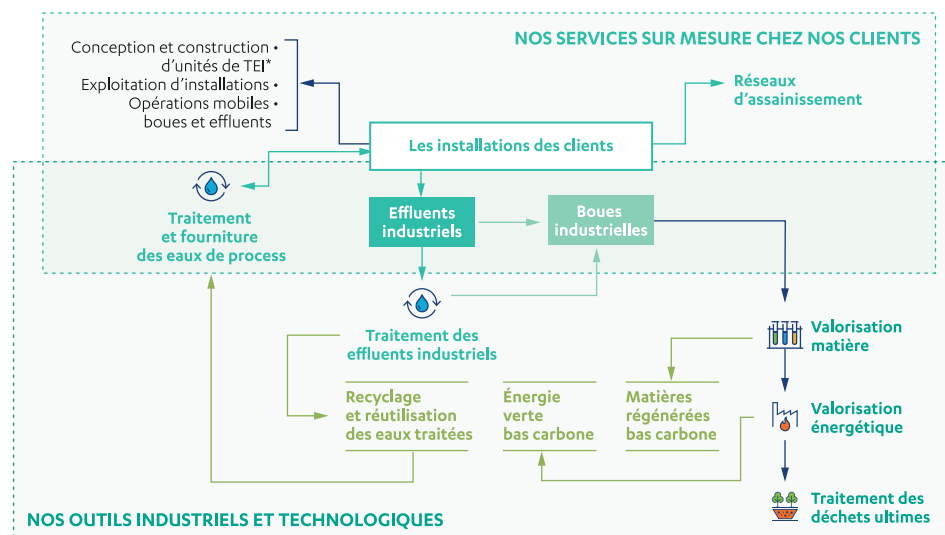 NOS SERVICES SUR MESURE CHEZ NOS CLIENTS
Conception et construction •
d'unités de TEI*
Exploitation d'installations •
Opérations mobiles •
boues et effluents
Réseaux
d'assainissement
Les installations des clients
Traitement
et fourniture
des eaux de process
Effluents
industriels
Boues
industrielles
Traitement des
effluents industriels
Valorisation
matière
Recyclage
et réutilisation
des eaux traitées
Énergie
verte
bas carbone
Matières
régénérées
bas carbone
Valorisation
énergétique
Traitement des
déchets ultimes
NOS OUTILS INDUSTRIELS ET TECHNOLOGIQUES